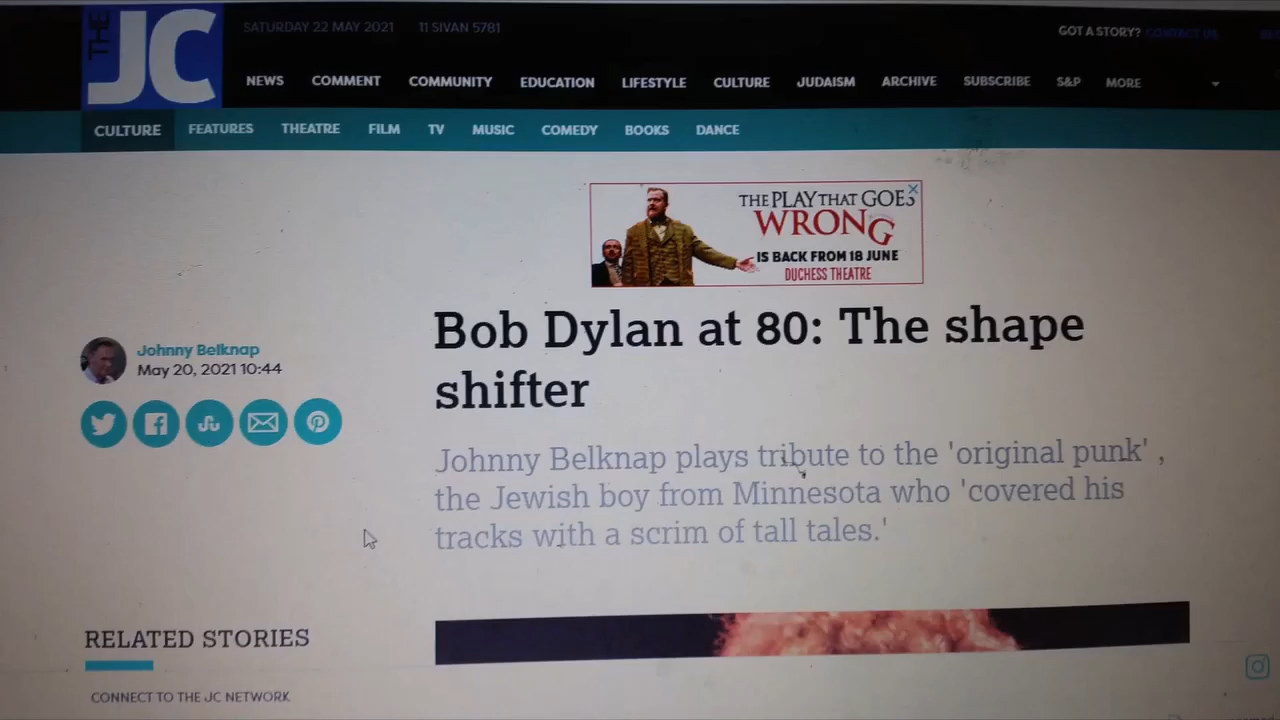 THE JC
SATURDAY 22 MAY 2021 11 SIVAN 5781
GOT A STORY? CONTACT US
NEWS COMMENT COMMUNITY EDUCATION LIFESTYLE CULTURE JUDAISM ARCHIVE SUBSCRIBE S&P MORE
CULTURE FEATURES THEATRE FILM TV MUSIC COMEDY BOOKS DANCE
THE PLAY THAT GOES
WRONG
IS BACK FROM 18 JUNE
DUCHESS THEATRE
Bob Dylan at 80: The shape
shifter
Johnny Belknap
May 20, 2021 10:44
Johnny Belknap plays tribute to the 'original punk' ,
the Jewish boy from Minnesota who 'covered his
tracks with a scrim of tall tales.'
RELATED STORIES
CONNECT TO THE JC NETWORK